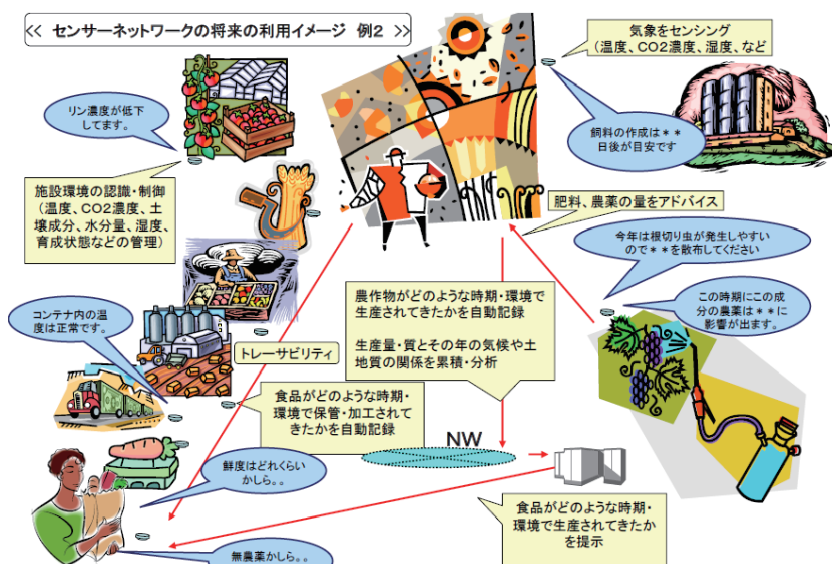 ≪ センサーネットワークの将来の利用イメージ 例2 ≫
気象をセンシング
(温度、CO2濃度、湿度、など
リン濃度が低下
してます。
飼料の作成は＊＊
日後が目安です
施設環境の認識・制御
(温度、CO2濃度、土
壌成分、水分量、湿度、
育成状態などの管理)
肥料、農薬の量をアドバイス
今年は根切り虫が発生しやすい
ので＊＊を散布してください
農作物がどのような時期・環境で
生産されてきたかを自動記録
生産量・質とその年の気候や土
地質の関係を累積・分析
この時期にこの成
分の農薬は＊＊に
影響が出ます。
コンテナ内の温
度は正常です。
トレーサビリティ
食品がどのような時期・
環境で保管・加工されて
きたかを自動記録
NW
鮮度はどれくらい
かしら。。
食品がどのような時期・
環境で生産されてきたか
を提示
無農薬かしら。。